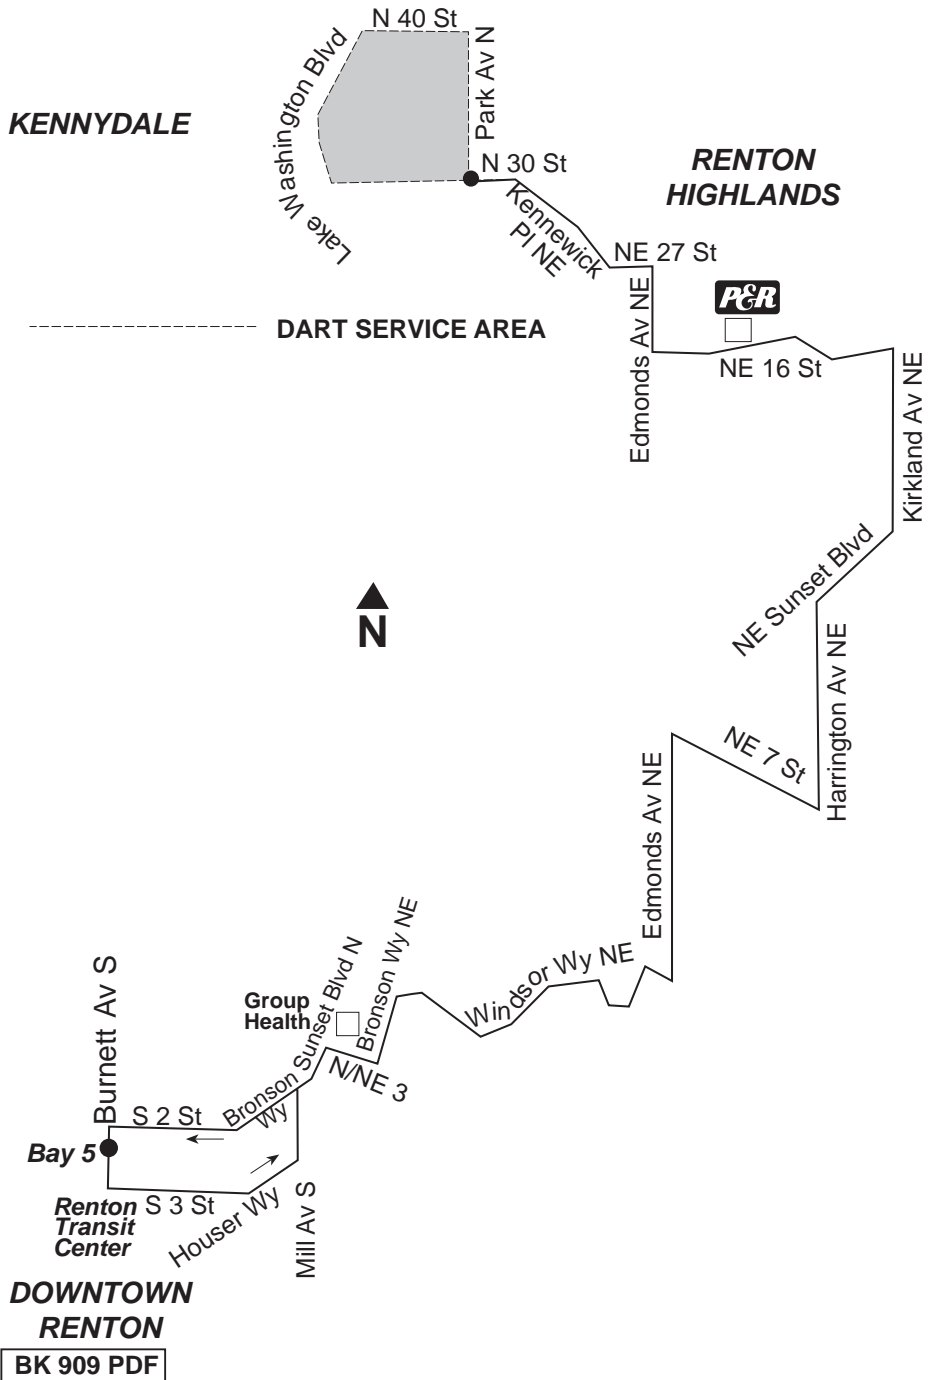 N 40 St
Lake Washington Blvd
Park Av N
KENNYDALE
N 30 St
RENTON
HIGHLANDS
Kennewick
Pl NE
NE 27 St
P&R
DART SERVICE AREA
Edmonds Av NE
NE 16 St
Kirkland Av NE
NE Sunset Blvd
N
Harrington Av NE
NE 7 St
Edmonds Av NE
Windsor Wy NE
Bronson Wy NE
Sunset Blvd N
Group
Health
N/NE 3
Burnett Av S
Bronson
Wy
S 2 St
Bay 5
Renton
Transit
Center
S 3 St
Houser Wy
Mill Av S
DOWNTOWN
RENTON
BK 909 PDF